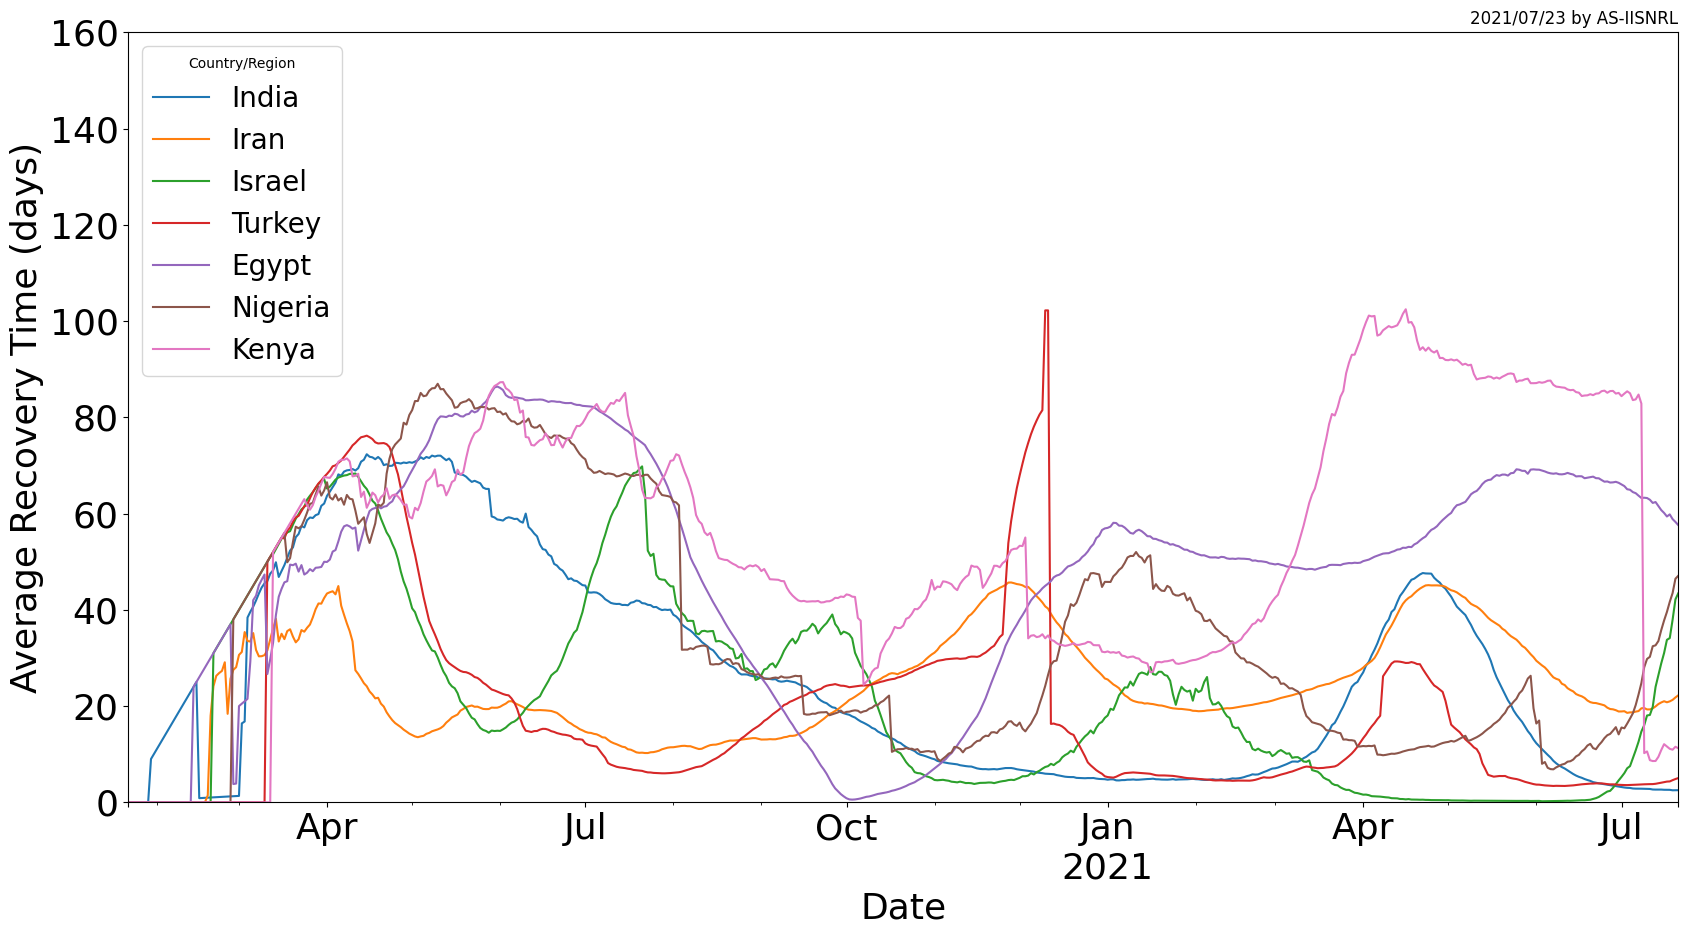 2021/07/23 by AS-IISNRL
Average Recovery Time (days)
160
140
120
100
80
60
40
20
0
Country/Region
India
Iran
Israel
Turkey
Egypt
Nigeria
Kenya
Apr Jul Oct Jan Apr Jul
2021
Date